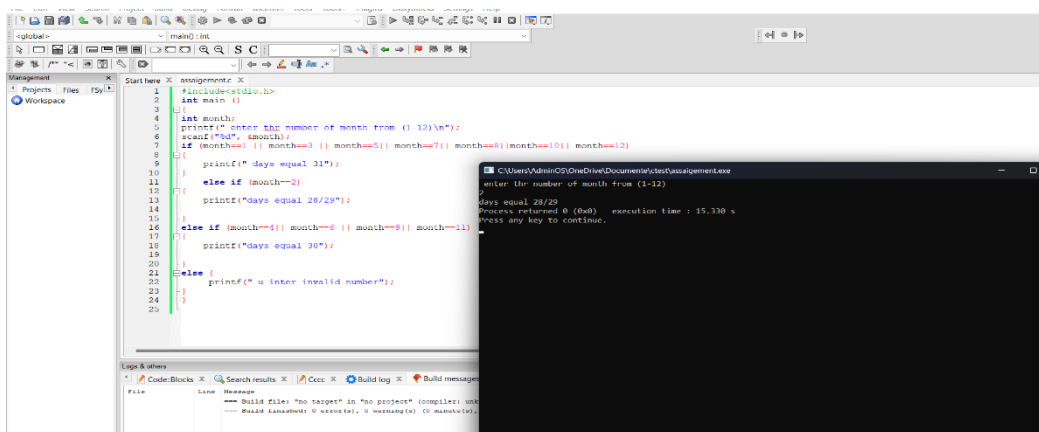 <global>
main() : int
S C
Management
Projects Files FSy
Workspace
Start here X assaigement.c X
1 #include<stdio.h>
2 int main ()
3 {
4 int month;
5 printf(" enter thr number of month from (1-12)\n");
6 scanf("%d", &month);
7 if (month==1 || month==3 || month==5|| month==7|| month==8||month==10|| month==12)
8 {
9 printf(" days equal 31");
10 }
11 else if (month==2)
12 {
13 printf("days equal 28/29");
14
15 }
16 else if (month==4|| month==6 || month==9|| month==11)
17 {
18 printf("days equal 30");
19
20 }
21 else {
22 printf(" u inter invalid number");
23 }
24 }
25
C:\Users\AdminOS\OneDrive\Documente\ctest\assaigement.exe
enter thr number of month from (1-12)
2
days equal 28/29
Process returned 0 (0x0) execution time : 15.330 s
Press any key to continue.
Logs & others
Code::Blocks X Search results X Cccc X Build log X Build messages
File Line Message
=== Build file: "no target" in "no project" (compiler: unk
=== Build finished: 0 error(s), 0 warning(s) (0 minute(s),